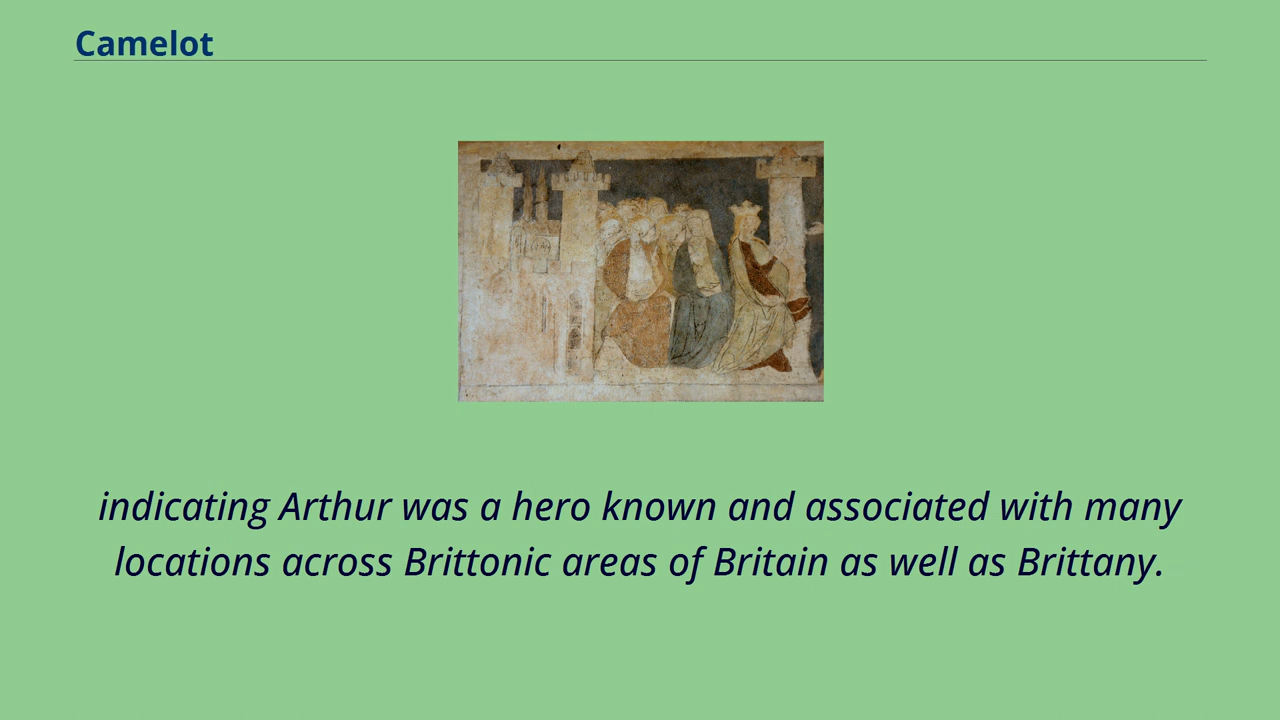 Camelot
indicating Arthur was a hero known and associated with many
locations across Brittonic areas of Britain as well as Brittany.